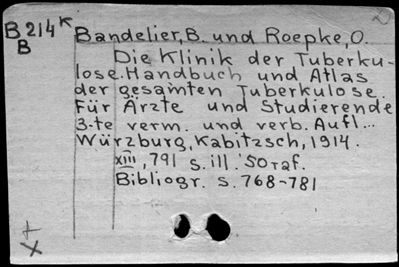 B 214 K
B
Bandelier, B. und Roepke, O.
Die Klinik der Tuberku-
lose. Handbuch und Atlas
der gesamten Tuberkulose.
Für Ärzte und Studierende
3-te verm. und verb. Aufl...
Würzburg, Kabitzsch, 1914.
XIII, 791 s. ill. 50 taf.
Bibliogr. s. 768-781
+
X